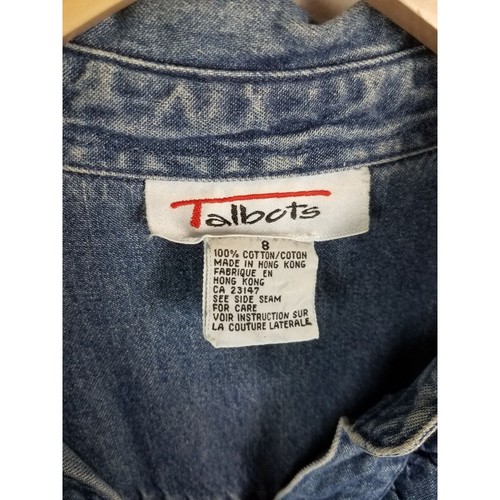 Talbots
8
100% COTTON/COTON
MADE IN HONG KONG
FABRIQUE EN
HONG KONG
CA 23147
SEE SIDE SEAM
FOR CARE
VOIR INSTRUCTION SUR
LA COUTURE LATERALE